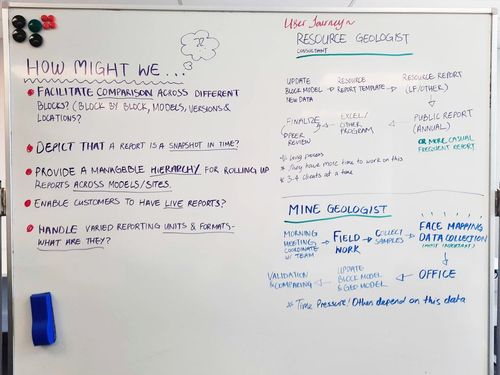 HOW MIGHT WE...
FACILITATE COMPARISON ACROSS DIFFERENT
BLOCKS? (BLOCK BY BLOCK, MODELS, VERSIONS &
LOCATIONS?
DEPICT THAT A REPORT IS A SNAPSHOT IN TIME?
PROVIDE A MANAGEABLE HIERARCHY FOR ROLLING UP
REPORTS ACROSS MODELS/SITES.
ENABLE CUSTOMERS TO HAVE LIVE REPORTS?
HANDLE VARIED REPORTING UNITS & FORMATS-
WHAT ARE THEY?
User Journey~
RESOURCE GEOLOGIST
CONSULTANT
UPDATE
BLOCK MODEL
NEW DATA
RESOURCE
REPORT TEMPLATE
RESOURCE REPORT
(LP/OTHER)
PUBLIC REPORT
(ANNUAL)
OR MORE CASUAL
FREQUENT REPORT
EXCEL/
OTHER
PROGRAM
FINALIZE
PEER
REVIEW
* Long process
* They have more time to work on this
* 3-4 clients at a time
MINE GEOLOGIST
MORNING
MEETING
COORDINATE
W/ TEAM
FIELD
WORK
COLLECT
SAMPLES
FACE MAPPING
DATA COLLECTION
(MOST IMPORTANT)
OFFICE
UPDATE
BLOCK MODEL
& GEO MODEL
VALIDATION
& COMPARING
* Time Pressure! Others depend on this data